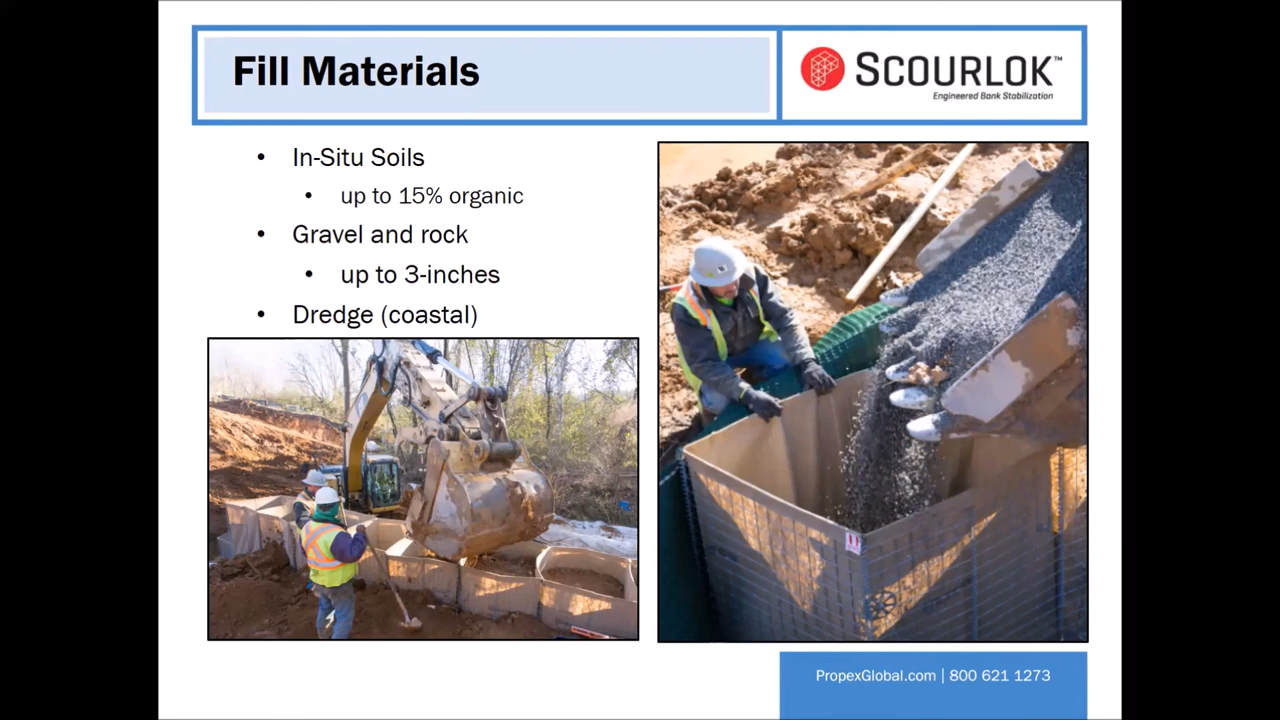 Fill Materials
SCOURLOK™
Engineered Bank Stabilization
• In-Situ Soils
• up to 15% organic
• Gravel and rock
• up to 3-inches
• Dredge (coastal)
PropexGlobal.com | 800 621 1273